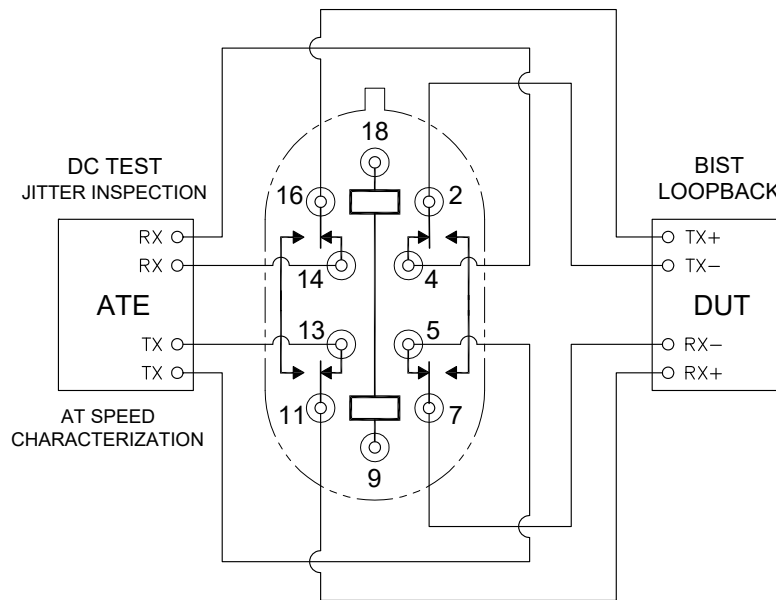 18
DC TEST
JITTER INSPECTION
BIST
LOOPBACK
16
2
RX
RX
14
4
TX+
TX-
ATE
DUT
13
5
TX
TX
RX-
RX+
11
7
AT SPEED
CHARACTERIZATION
9